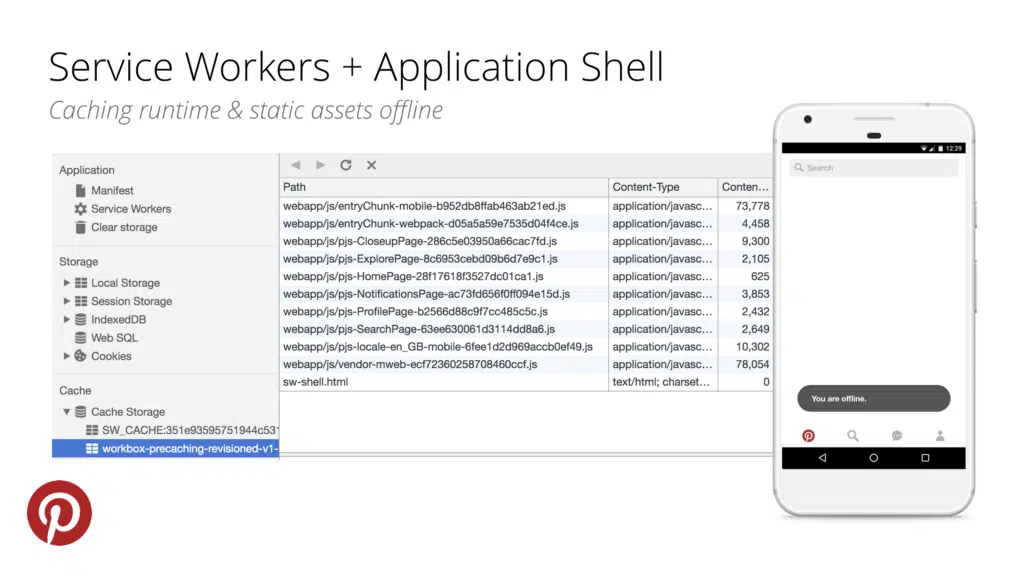 Service Workers + Application Shell
Caching runtime & static assets offline
Application
Manifest
Service Workers
Clear storage
Storage
Local Storage
Session Storage
IndexedDB
Web SQL
Cookies
Cache
Cache Storage
SW_CACHE:351e93595751944c531
workbox-precaching-revisioned-v1-
Path Content-Type Conten...
webapp/js/entryChunk-mobile-b952db8ffab463ab21ed.js application/javasc... 73,778
webapp/js/entryChunk-webpack-d05a5a59e7535d04f4ce.js application/javasc... 4,458
webapp/js/pjs-CloseupPage-286c5e03950a66cac7fd.js application/javasc... 9,300
webapp/js/pjs-ExplorePage-8c6953cebd09b6d7e9c1.js application/javasc... 2,105
webapp/js/pjs-HomePage-28f17618f3527dc01ca1.js application/javasc... 625
webapp/js/pjs-NotificationsPage-ac73fd656f0ff094e15d.js application/javasc... 3,853
webapp/js/pjs-ProfilePage-b2566d88c9f7cc485c5c.js application/javasc... 2,432
webapp/js/pjs-SearchPage-63ee630061d3114dd8a6.js application/javasc... 2,649
webapp/js/pjs-locale-en_GB-mobile-6fee1d2d969accb0ef49.js application/javasc... 10,302
webapp/js/vendor-mweb-ecf72360258708460ccf.js application/javasc... 78,054
sw-shell.html text/html; charset... 0
12:29
Search
You are offline.